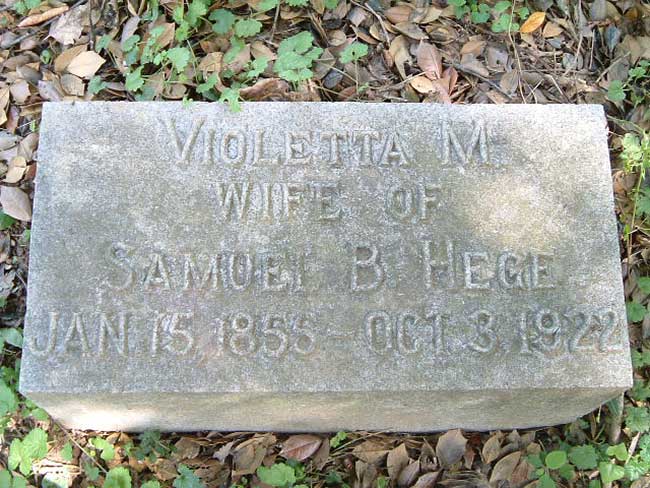 VIOLETTA M.
WIFE OF
SAMUEL B. HEGE
JAN. 15, 1855 – OCT. 3, 1922